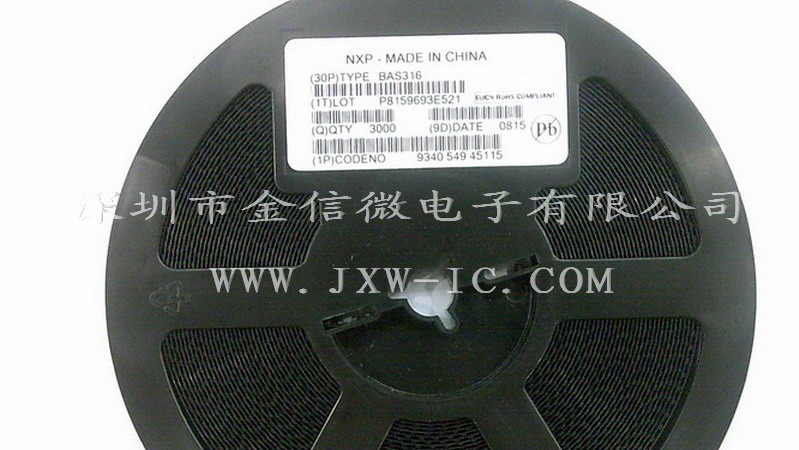 NXP - MADE IN CHINA
(30P)TYPE BAS316
(1T)LOT P8159693E521
EU/CN RoHS COMPLIANT
(Q)QTY 3000 (9D)DATE 0815
Pb
(1P)CODENO 9340 549 45115
深圳市金信微电子有限公司
WWW.JXW-IC.COM